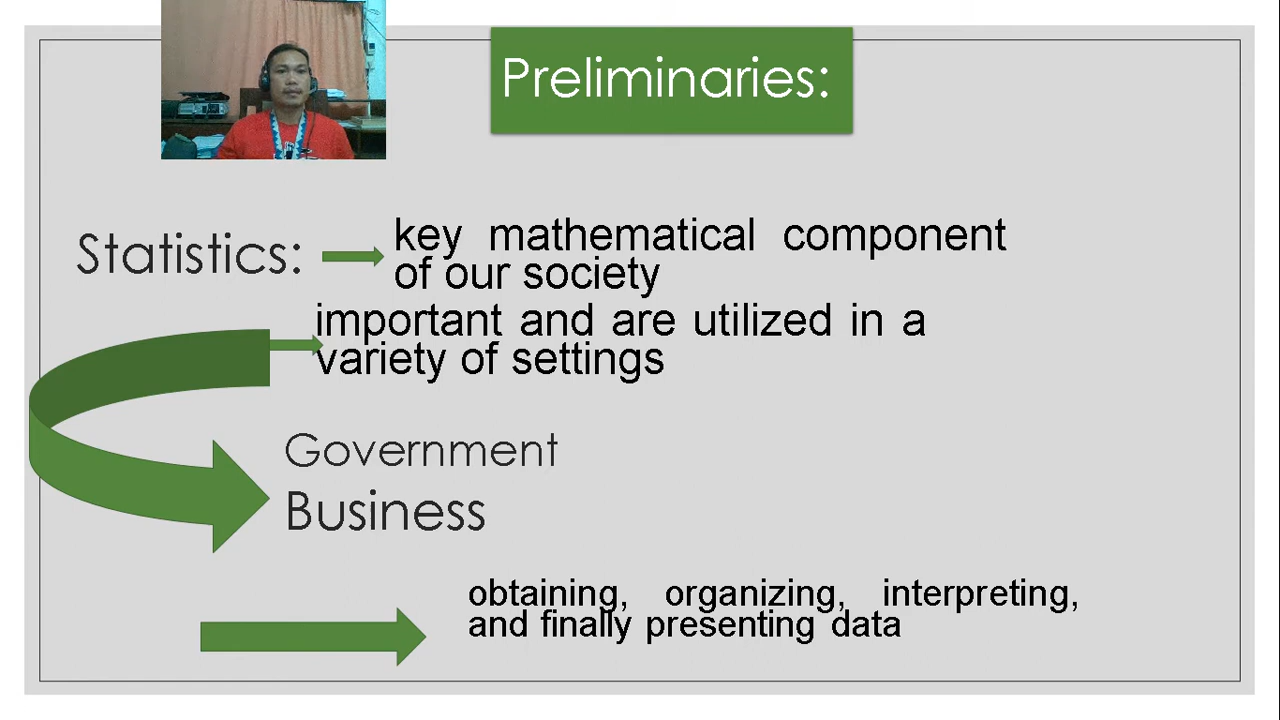 Preliminaries:
Statistics:
key mathematical component
of our society
important and are utilized in a
variety of settings
Government
Business
obtaining, organizing, interpreting,
and finally presenting data